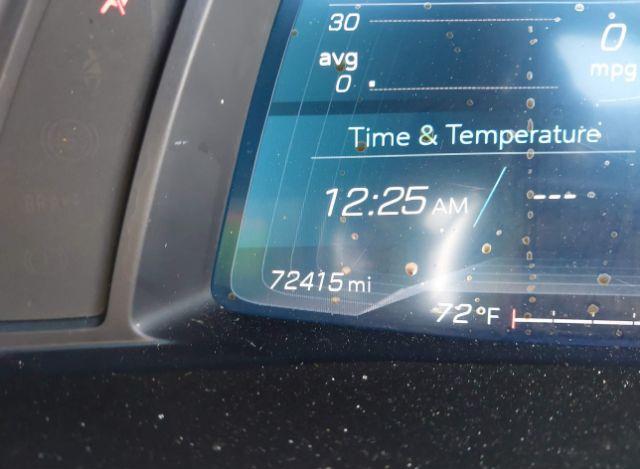 30
avg
0
0
mpg
Time & Temperature
12:25 AM
---
72415 mi
72°F